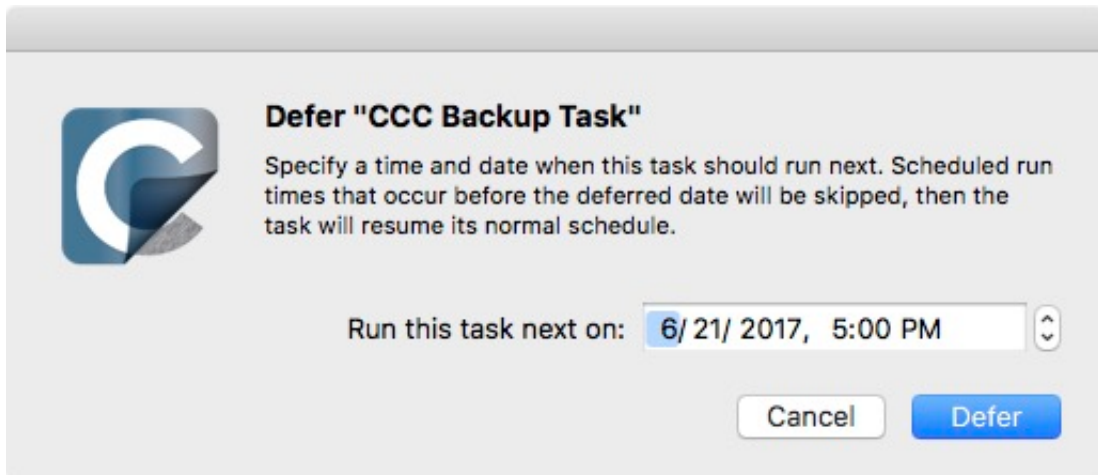 Defer "CCC Backup Task"
Specify a time and date when this task should run next. Scheduled run
times that occur before the deferred date will be skipped, then the
task will resume its normal schedule.
Run this task next on: 6/ 21/ 2017, 5:00 PM
Cancel Defer